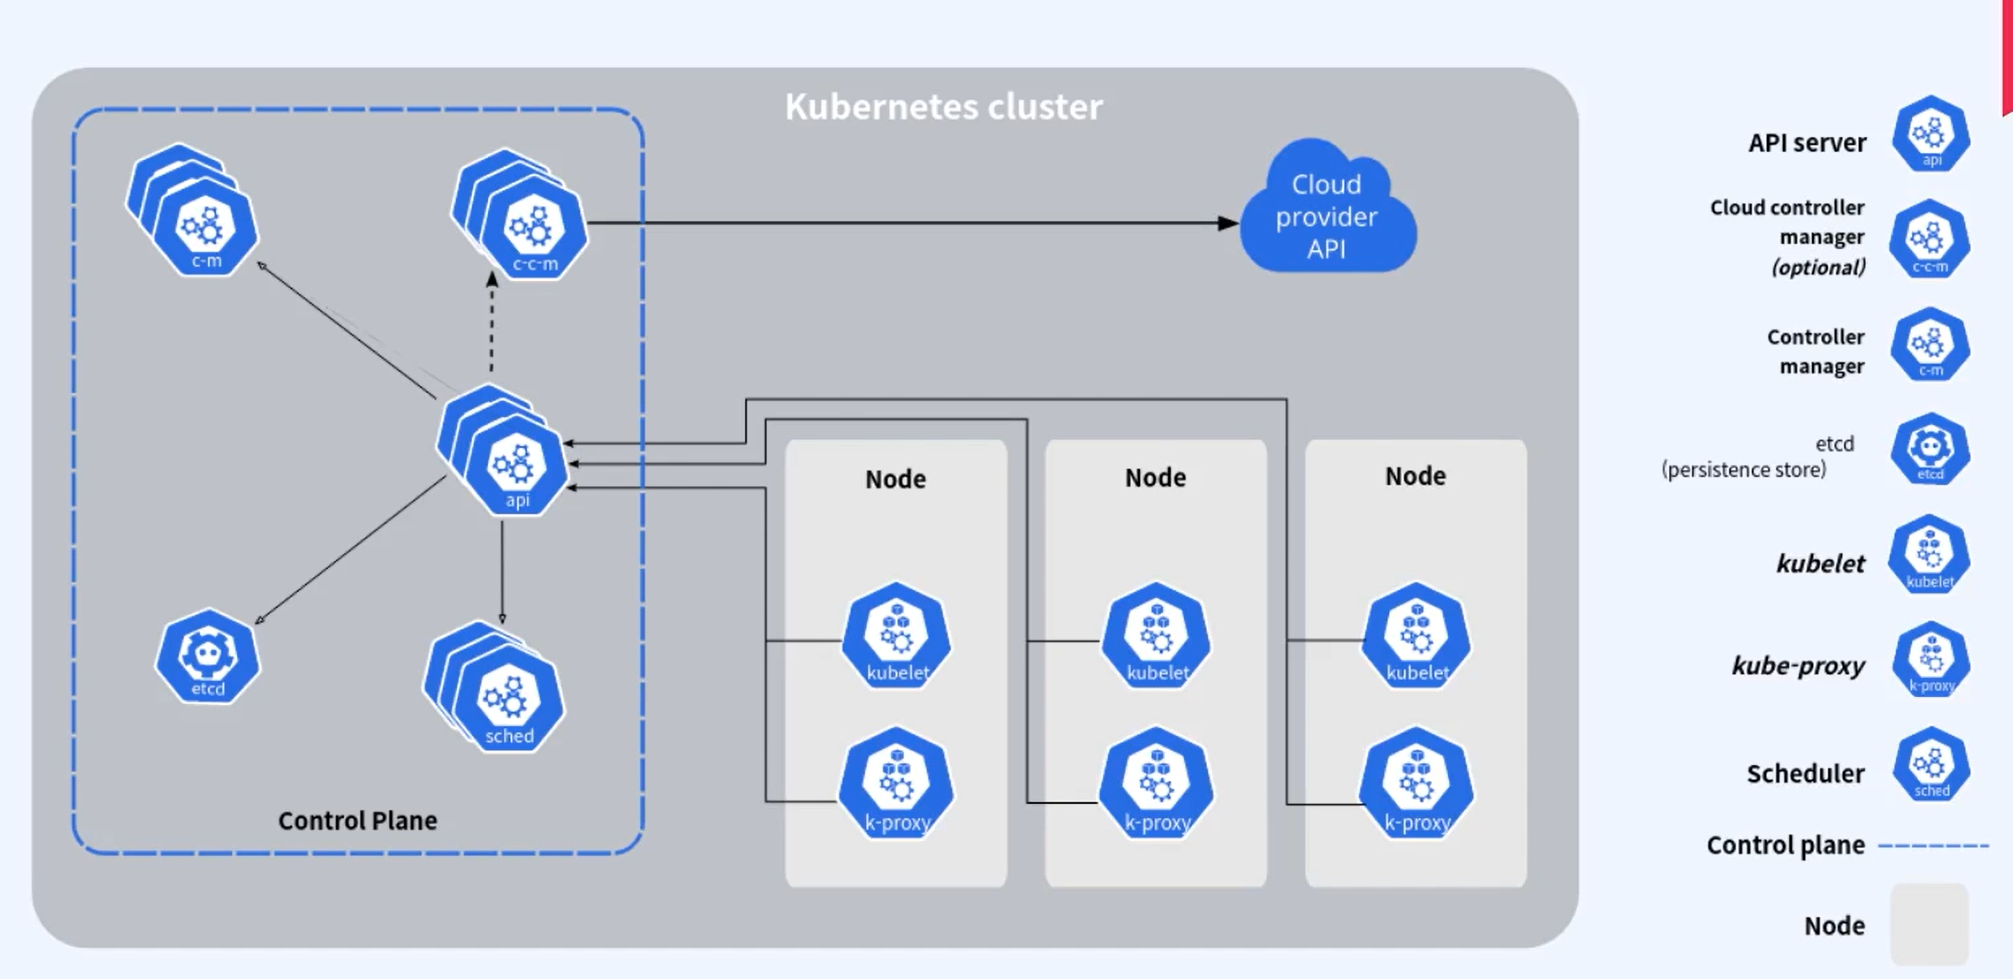 Kubernetes cluster
c-m
c-c-m
Cloud
provider
API
api
etcd
sched
Control Plane
Node
kubelet
k-proxy
Node
kubelet
k-proxy
Node
kubelet
k-proxy
API server
api
Cloud controller
manager
(optional)
c-c-m
Controller
manager
c-m
etcd
(persistence store)
etcd
kubelet
kubelet
kube-proxy
k-proxy
Scheduler
sched
Control plane
Node